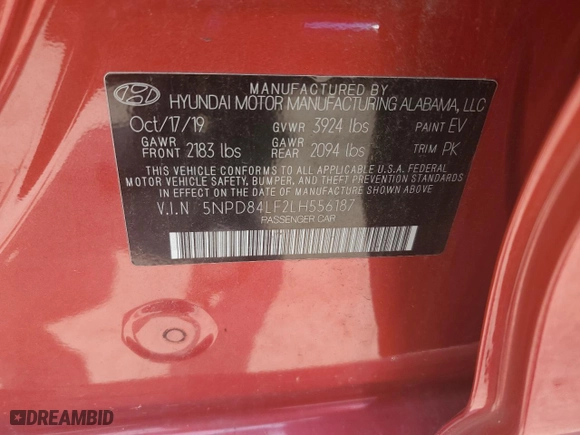 MANUFACTURED BY
HYUNDAI MOTOR MANUFACTURING ALABAMA, LLC
Oct/17/19 GVWR 3924 lbs PAINT EV
GAWR FRONT 2183 lbs GAWR REAR 2094 lbs TRIM PK
THIS VEHICLE CONFORMS TO ALL APPLICABLE U.S.A. FEDERAL
MOTOR VEHICLE SAFETY, BUMPER, AND THEFT PREVENTION STANDARDS
IN EFFECT ON THE DATE OF MANUFACTURE SHOWN ABOVE.
V.I.N 5NPD84LF2LH556187
PASSENGER CAR
DREAMBID